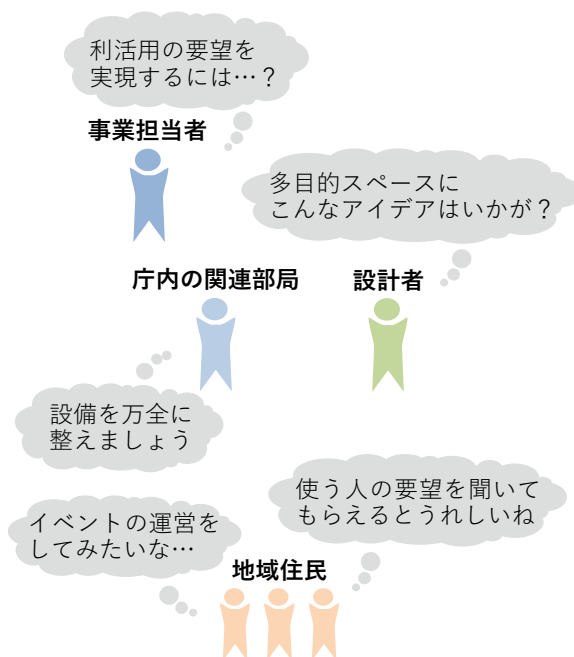 利活用の要望を
実現するには…？
事業担当者
多目的スペースに
こんなアイデアはいかが？
庁内の関連部局
設計者
設備を万全に
整えましょう
使う人の要望を聞いて
もらえるとうれしいね
イベントの運営を
してみたいな…
地域住民